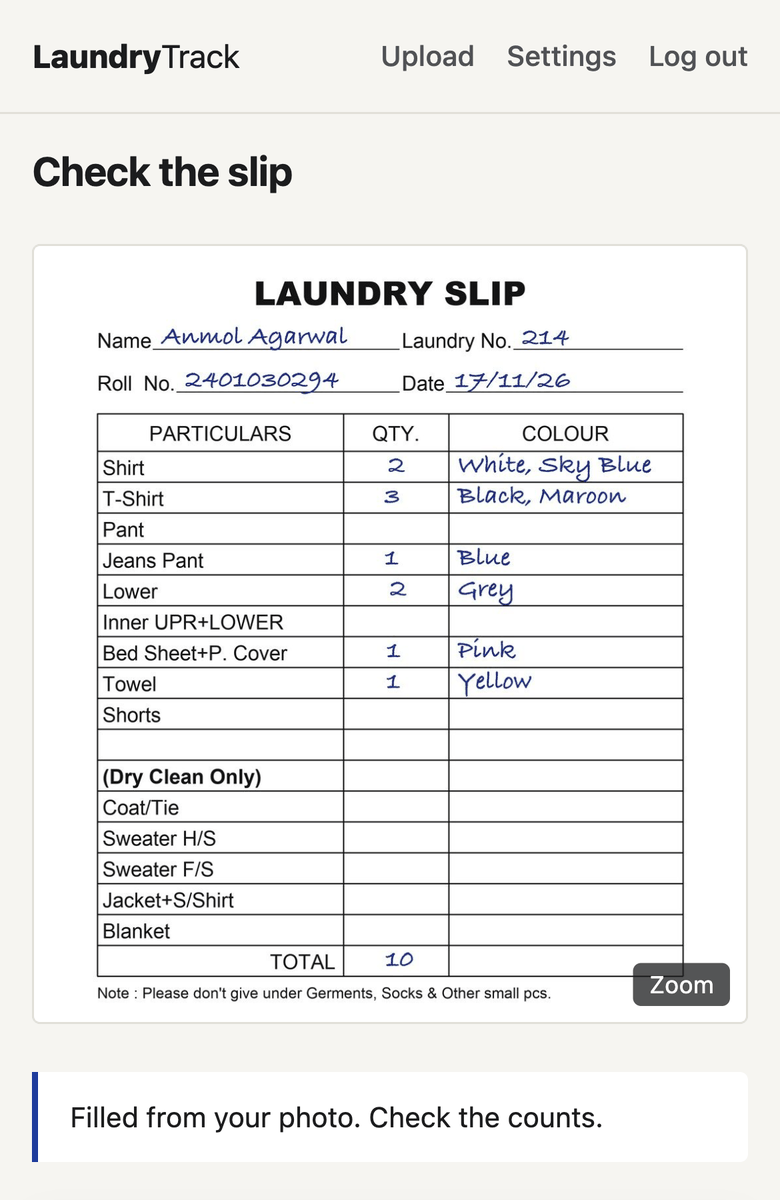 LaundryTrack Upload Settings Log out
Check the slip
LAUNDRY SLIP
Name Anmol Agarwal Laundry No. 214
Roll No. 2401030294 Date 17/11/26
PARTICULARS QTY. COLOUR
Shirt 2 White, Sky Blue
T-Shirt 3 Black, Maroon
Pant
Jeans Pant 1 Blue
Lower 2 Grey
Inner UPR+LOWER
Bed Sheet+P. Cover 1 Pink
Towel 1 Yellow
Shorts
(Dry Clean Only)
Coat/Tie
Sweater H/S
Sweater F/S
Jacket+S/Shirt
Blanket
TOTAL 10
Note : Please don't give under Germents, Socks & Other small pcs.
Zoom
Filled from your photo. Check the counts.